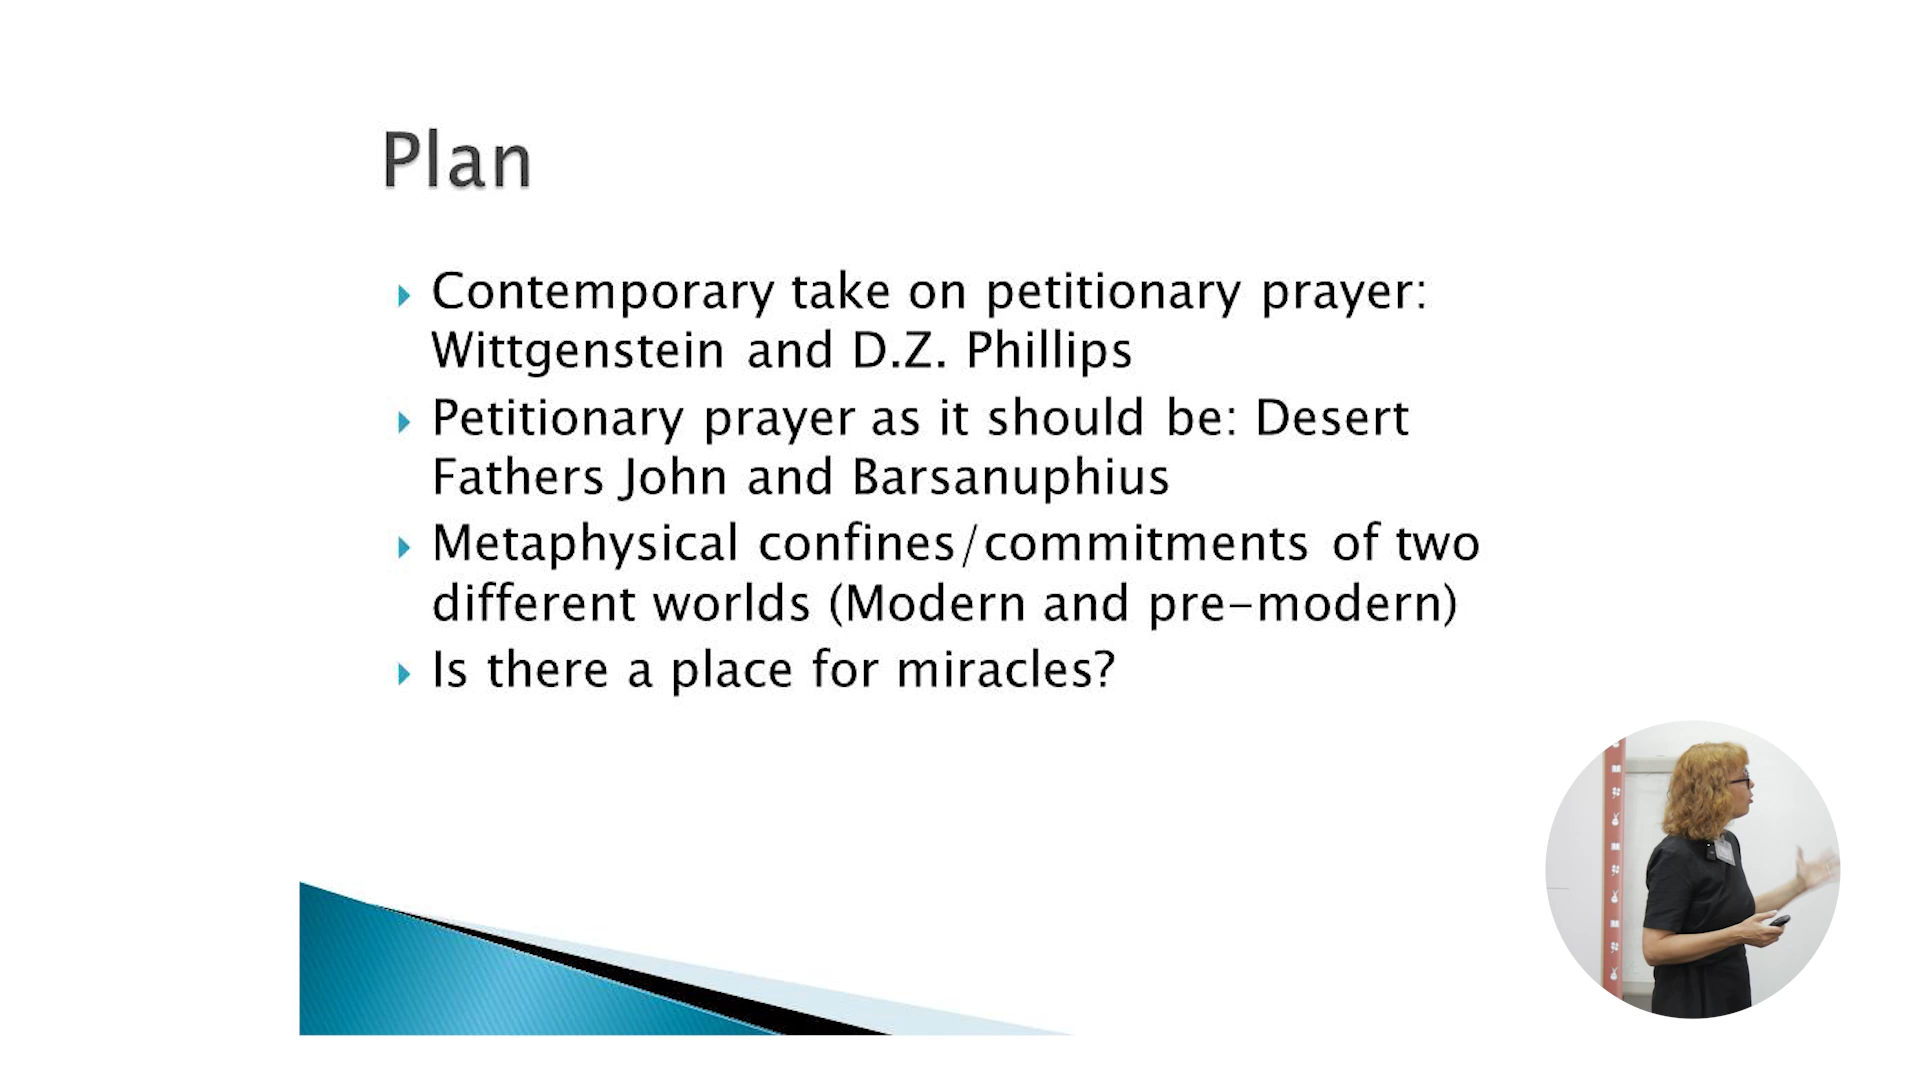 Plan
Contemporary take on petitionary prayer:
Wittgenstein and D.Z. Phillips
Petitionary prayer as it should be: Desert
Fathers John and Barsanuphius
Metaphysical confines/commitments of two
different worlds (Modern and pre-modern)
Is there a place for miracles?